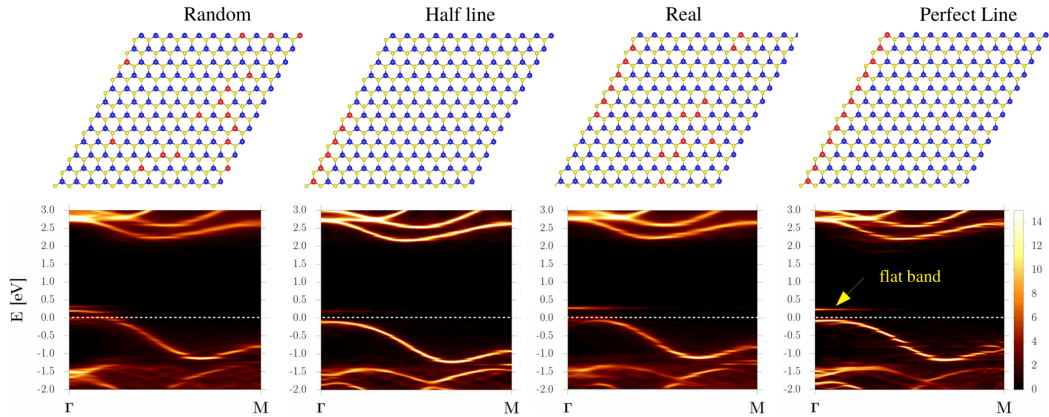 Random Half line Real Perfect Line
3.0 3.0 3.0 3.0
2.5 2.5 2.5 2.5 14
2.0 2.0 2.0 2.0 12
1.5 1.5 1.5 1.5 10
1.0 1.0 1.0 1.0 flat band
E [eV] 0.5 0.5 0.5 0.5 8
0.0 0.0 0.0 0.0 6
-0.5 -0.5 -0.5 -0.5 4
-1.0 -1.0 -1.0 -1.0
-1.5 -1.5 -1.5 -1.5 2
-2.0 -2.0 -2.0 -2.0 0
Γ M Γ M Γ M Γ M